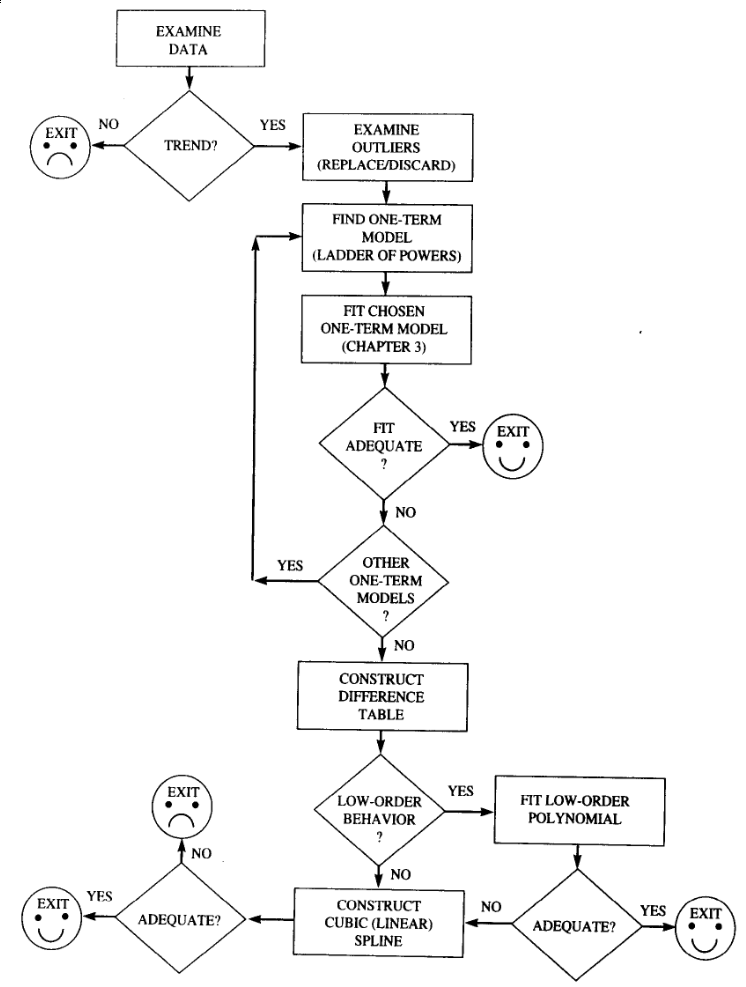 EXAMINE
DATA
TREND?
NO
EXIT
YES
EXAMINE
OUTLIERS
(REPLACE/DISCARD)
FIND ONE-TERM
MODEL
(LADDER OF POWERS)
FIT CHOSEN
ONE-TERM MODEL
(CHAPTER 3)
FIT
ADEQUATE
?
YES
EXIT
NO
OTHER
ONE-TERM
MODELS
?
YES
NO
CONSTRUCT
DIFFERENCE
TABLE
LOW-ORDER
BEHAVIOR
?
YES
FIT LOW-ORDER
POLYNOMIAL
NO
ADEQUATE?
YES
EXIT
NO
CONSTRUCT
CUBIC (LINEAR)
SPLINE
ADEQUATE?
NO
EXIT
YES
EXIT